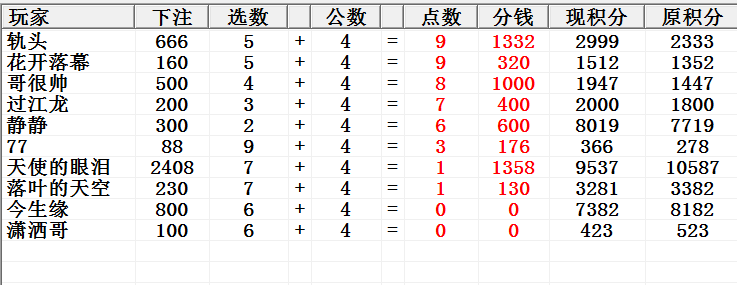 玩家 下注 选数 公数 点数 分钱 现积分 原积分
轨头 666 5 + 4 = 9 1332 2999 2333
花开落幕 160 5 + 4 = 9 320 1512 1352
哥很帅 500 4 + 4 = 8 1000 1947 1447
过江龙 200 3 + 4 = 7 400 2000 1800
静静 300 2 + 4 = 6 600 8019 7719
77 88 9 + 4 = 3 176 366 278
天使的眼泪 2408 7 + 4 = 1 1358 9537 10587
落叶的天空 230 7 + 4 = 1 130 3281 3382
今生缘 800 6 + 4 = 0 0 7382 8182
潇洒哥 100 6 + 4 = 0 0 423 523